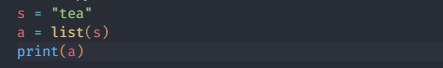 s = "tea"
a = list(s)
print(a)